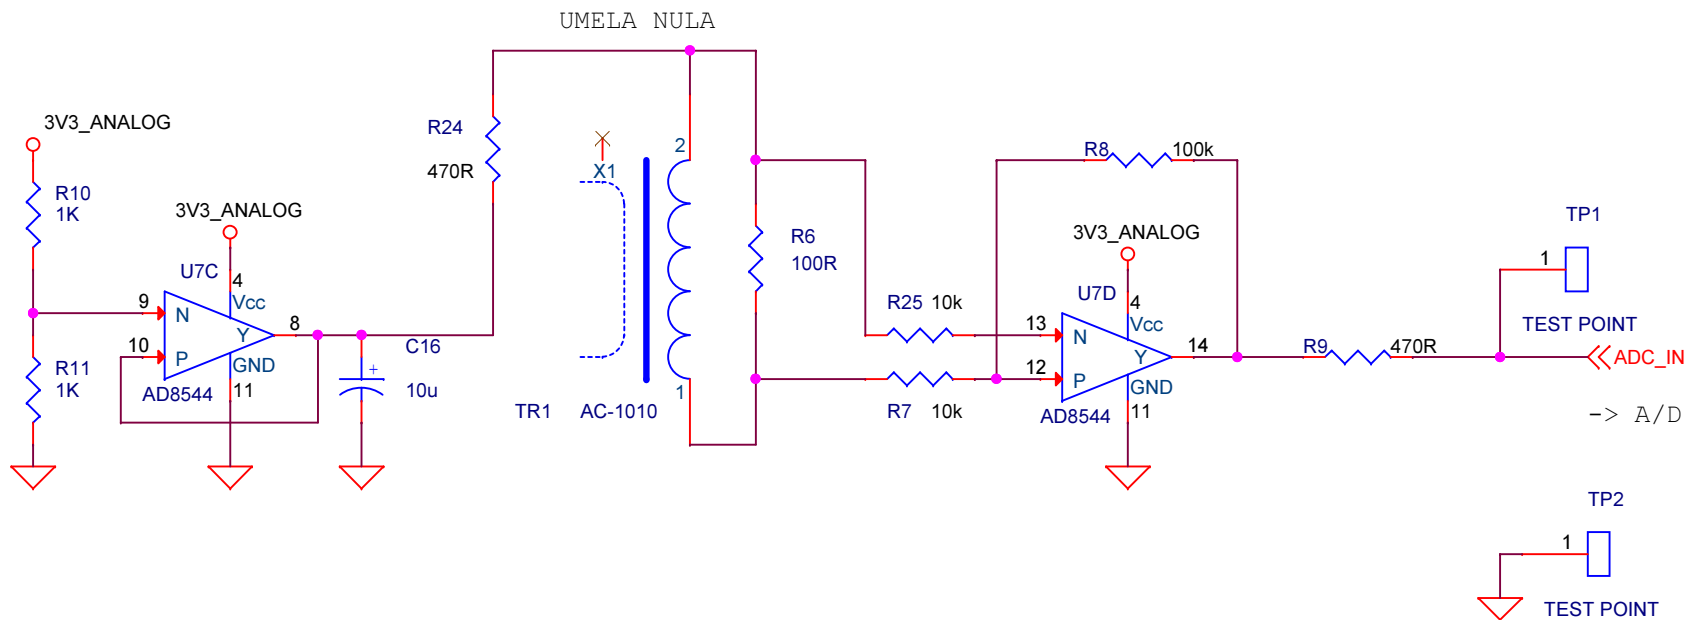 UMELA NULA
3V3_ANALOG
R10
1K
R11
1K
3V3_ANALOG
U7C
4
Vcc
9
N
Y
8
10
P
GND
11
AD8544
C16
+
10u
R24
470R
X1
2
1
TR1
AC-1010
R6
100R
R25
10k
R7
10k
R8
100k
3V3_ANALOG
U7D
4
Vcc
13
N
Y
14
12
P
GND
11
AD8544
R9
470R
TP1
1
TEST POINT
ADC_IN
-> A/D
TP2
1
TEST POINT